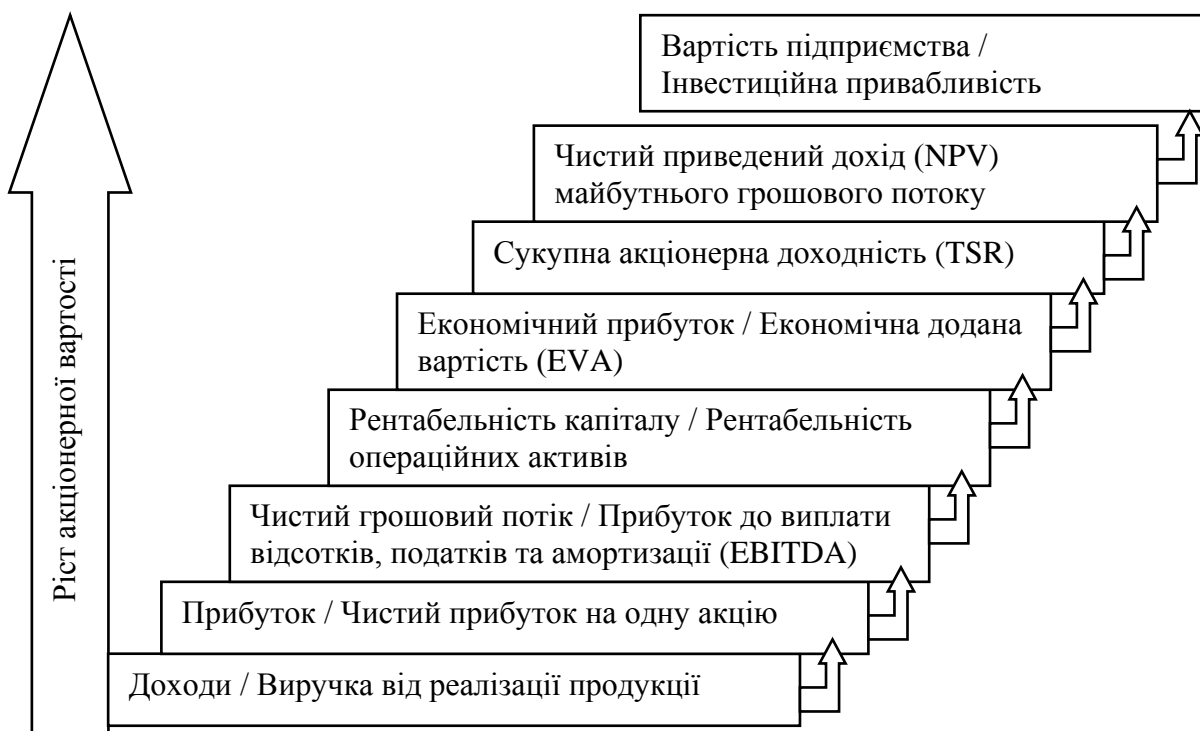 Вартість підприємства /
Інвестиційна привабливість
Чистий приведений дохід (NPV)
майбутнього грошового потоку
Сукупна акціонерна доходність (TSR)
Економічний прибуток / Економічна додана
вартість (EVA)
Рентабельність капіталу / Рентабельність
операційних активів
Чистий грошовий потік / Прибуток до виплати
відсотків, податків та амортизації (EBITDA)
Прибуток / Чистий прибуток на одну акцію
Доходи / Виручка від реалізації продукції
Ріст акціонерної вартості